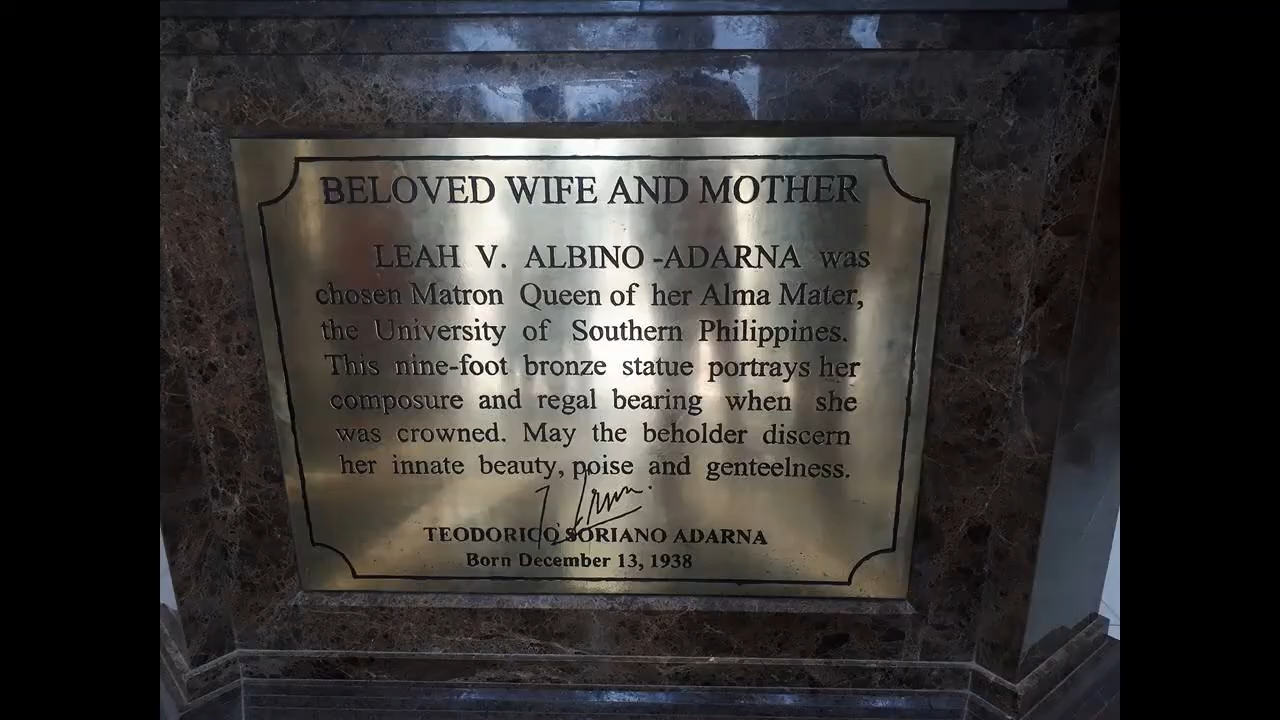 BELOVED WIFE AND MOTHER
LEAH V. ALBINO-ADARNA was
chosen Matron Queen of her Alma Mater,
the University of Southern Philippines.
This nine-foot bronze statue portrays her
composure and regal bearing when she
was crowned. May the beholder discern
her innate beauty, poise and genteelness.
TEODORICO SORIANO ADARNA
Born December 13, 1938